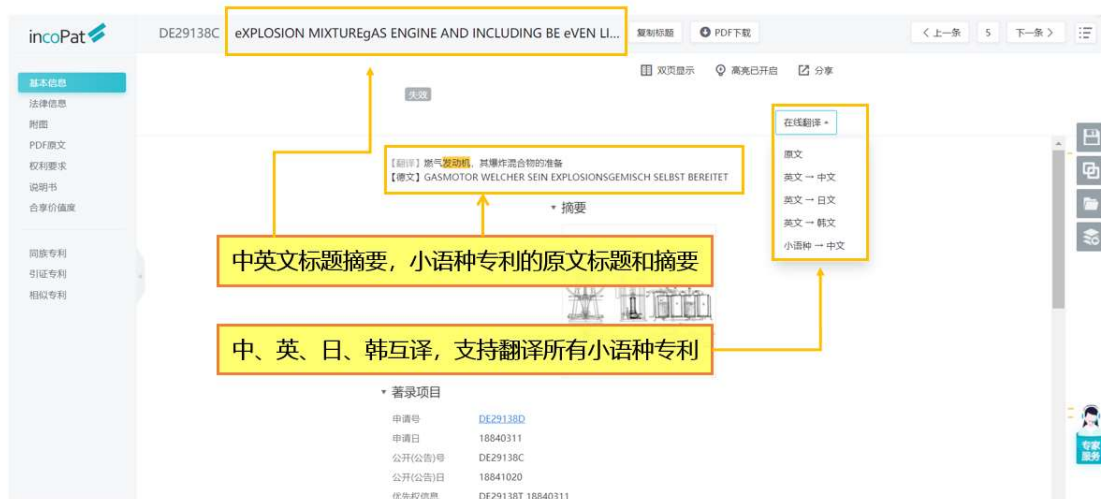 incoPat
DE29138C
eXPLOSION MIXTUREgAS ENGINE AND INCLUDING BE eVEN LI...
复制标题
PDF下载
上一条
5
下一条
双页显示
高亮已开启
分享
基本信息
法律信息
附图
PDF原文
权利要求
说明书
合享价值度
同族专利
引证专利
相似专利
失效
在线翻译
原文
英文 → 中文
英文 → 日文
英文 → 韩文
小语种 → 中文
【翻译】燃气发动机，其爆炸混合物的准备
【德文】GASMOTOR WELCHER SEIN EXPLOSIONSGEMISCH SELBST BEREITET
摘要
中英文标题摘要，小语种专利的原文标题和摘要
中、英、日、韩互译，支持翻译所有小语种专利
著录项目
申请号 DE29138D
申请日 18840311
公开(公告)号 DE29138C
公开(公告)日 18841020
优先权信息 DE29138T 18840311
专家
服务